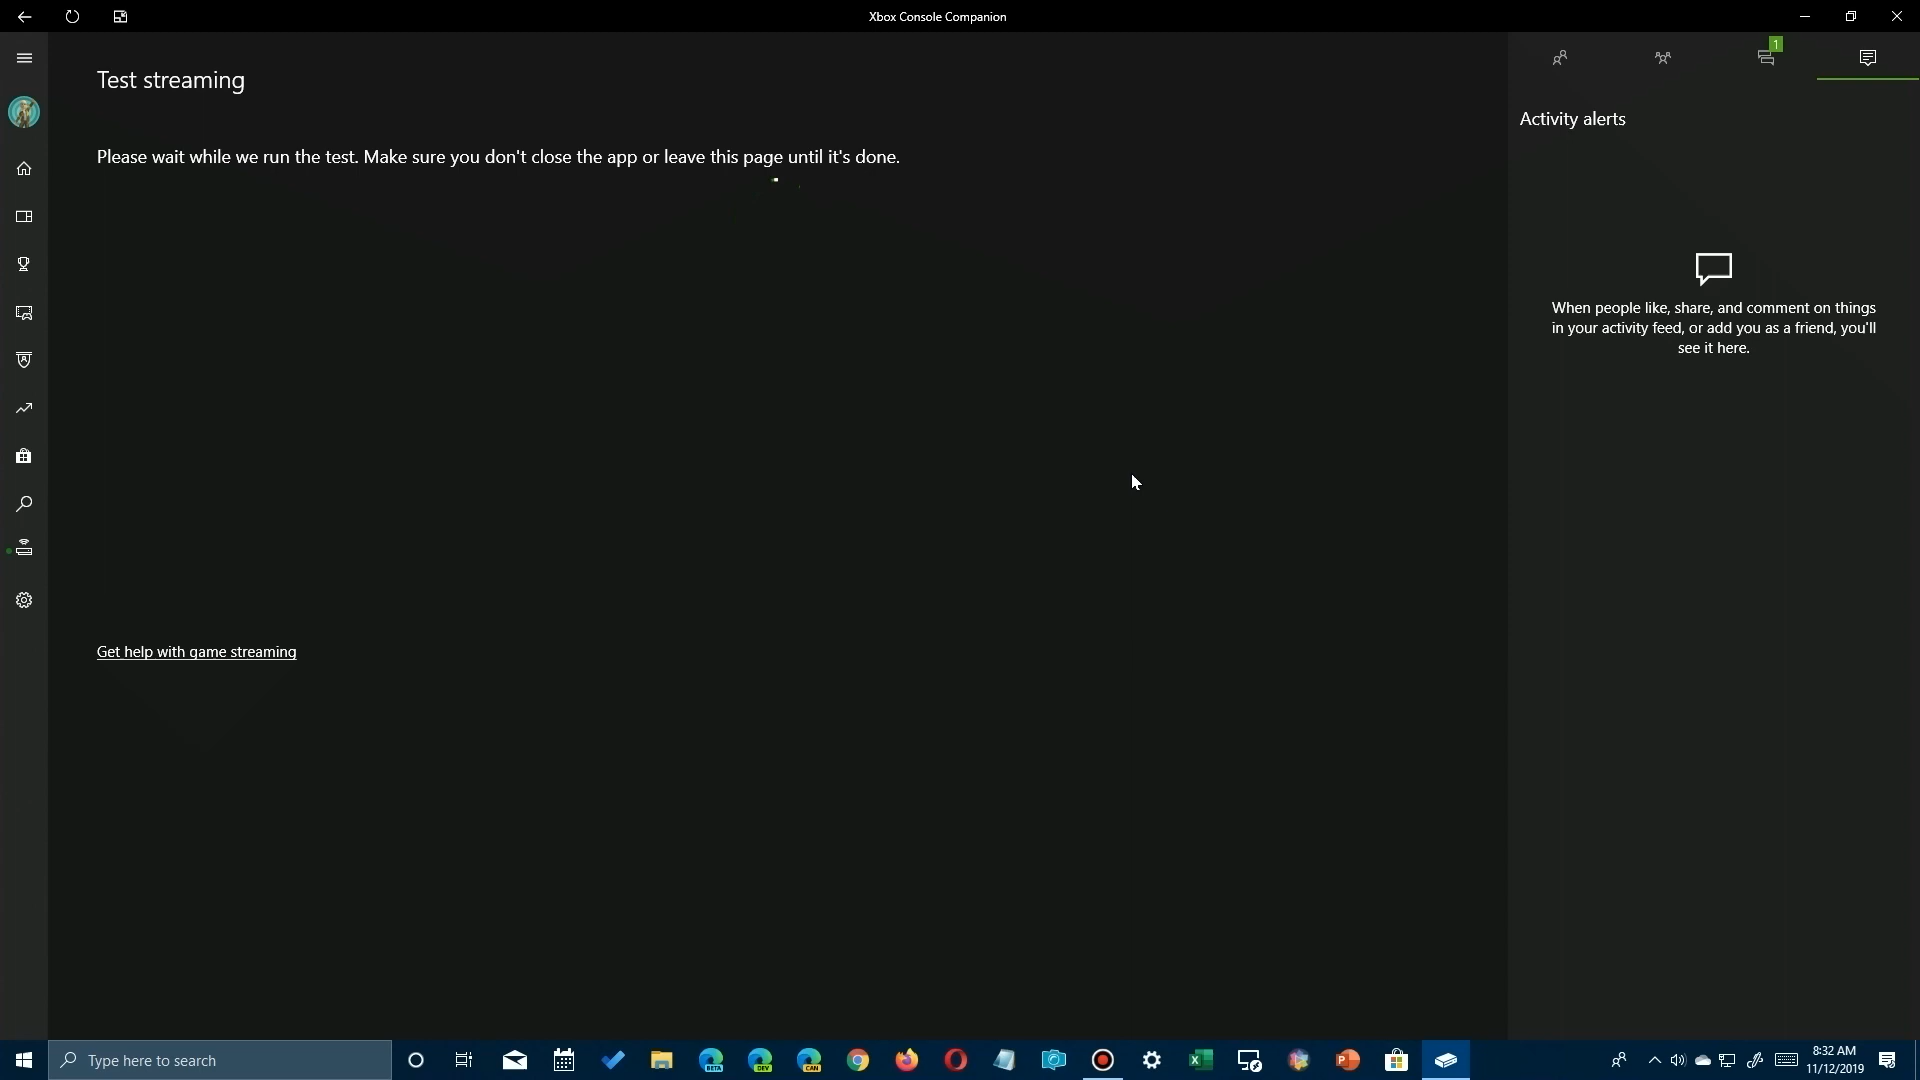 Xbox Console Companion
1
Test streaming
Please wait while we run the test. Make sure you don't close the app or leave this page until it's done.
Activity alerts
When people like, share, and comment on things
in your activity feed, or add you as a friend, you'll
see it here.
Get help with game streaming
Type here to search
BETA
DEV
CAN
8:32 AM
11/12/2019